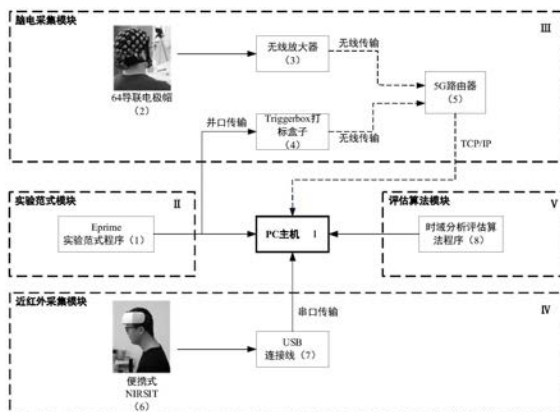 脑电采集模块
III
64导联电极帽
（2）
无线放大器
（3）
无线传输
5G路由器
（5）
并口传输
Triggerbox打
标盒子
（4）
无线传输
TCP/IP
实验范式模块
II
Eprime
实验范式程序（1）
PC主机 I
评估算法模块
V
时域分析评估算
法程序（8）
近红外采集模块
IV
串口传输
便携式
NIRSIT
（6）
USB
连接线（7）